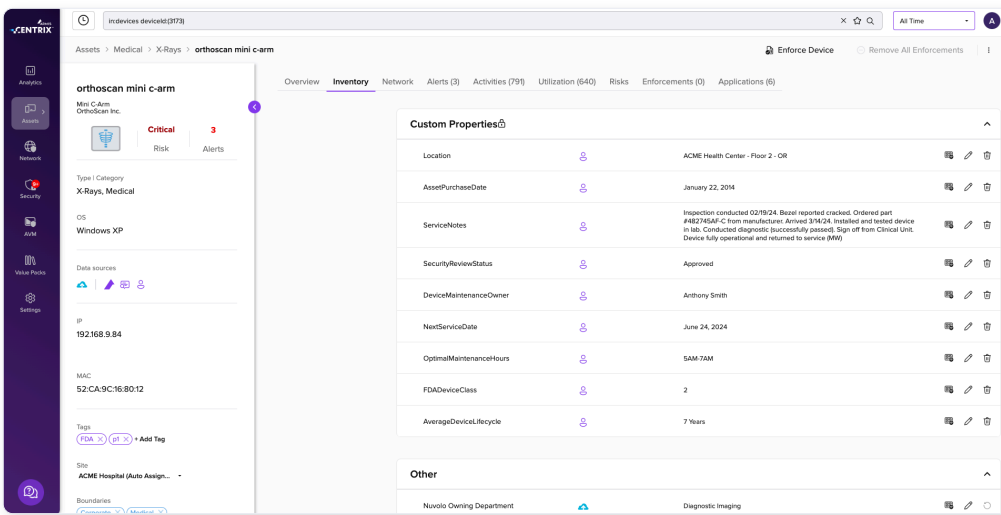 CENTRIX
in:devices deviceId:(3173)
All Time
A
Assets > Medical > X-Rays > orthoscan mini c-arm
Enforce Device
Remove All Enforcements
Analytics
Assets
Network
9+
Security
AVM
Value Packs
Settings
orthoscan mini c-arm
Mini C-Arm
OrthoScan Inc.
Critical
Risk
3
Alerts
Type | Category
X-Rays, Medical
OS
Windows XP
Data sources
IP
192.168.9.84
MAC
52:CA:9C:16:80:12
Tags
FDA × p1 × + Add Tag
Site
ACME Hospital (Auto Assign...
Boundaries
Corporate × Medical ×
Overview Inventory Network Alerts (3) Activities (791) Utilization (640) Risks Enforcements (0) Applications (6)
Custom Properties
Location ACME Health Center - Floor 2 - OR
AssetPurchaseDate January 22, 2014
ServiceNotes
Inspection conducted 02/19/24. Bezel reported cracked. Ordered part
#482745AF-C from manufacturer. Arrived 3/14/24. Installed and tested device
in lab. Conducted diagnostic (successfully passed). Sign off from Clinical Unit.
Device fully operational and returned to service (MW)
SecurityReviewStatus Approved
DeviceMaintenanceOwner Anthony Smith
NextServiceDate June 24, 2024
OptimalMaintenanceHours 5AM-7AM
FDADeviceClass 2
AverageDeviceLifecycle 7 Years
Other
Nuvolo Owning Department Diagnostic Imaging